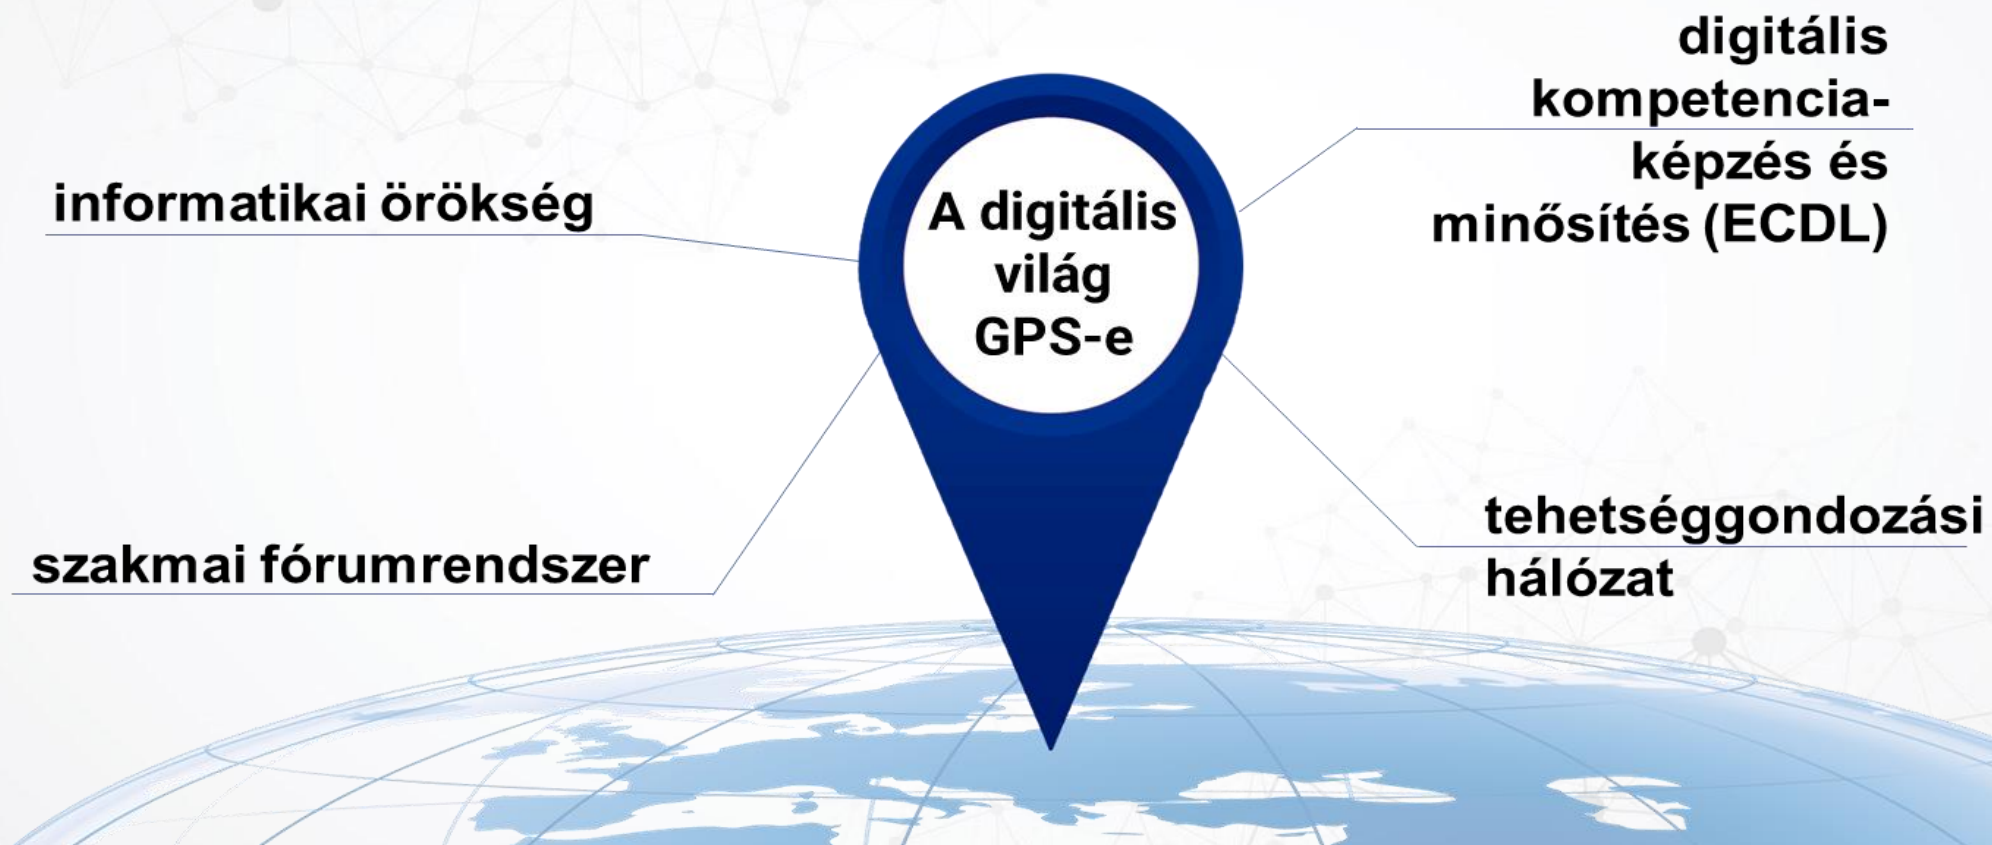 informatikai örökség
szakmai fórumrendszer
A digitális
világ
GPS-e
digitális
kompetencia-
képzés és
minősítés (ECDL)
tehetséggondozási
hálózat